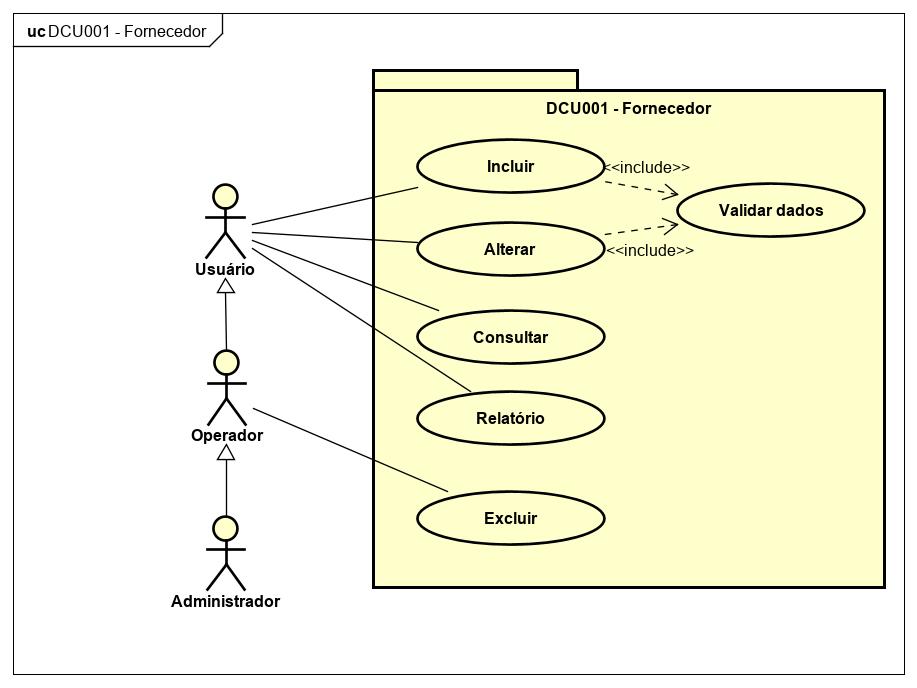 uc DCU001 - Fornecedor
DCU001 - Fornecedor
Incluir
<<include>>
Validar dados
Usuário
Alterar
<<include>>
Consultar
Relatório
Operador
Excluir
Administrador